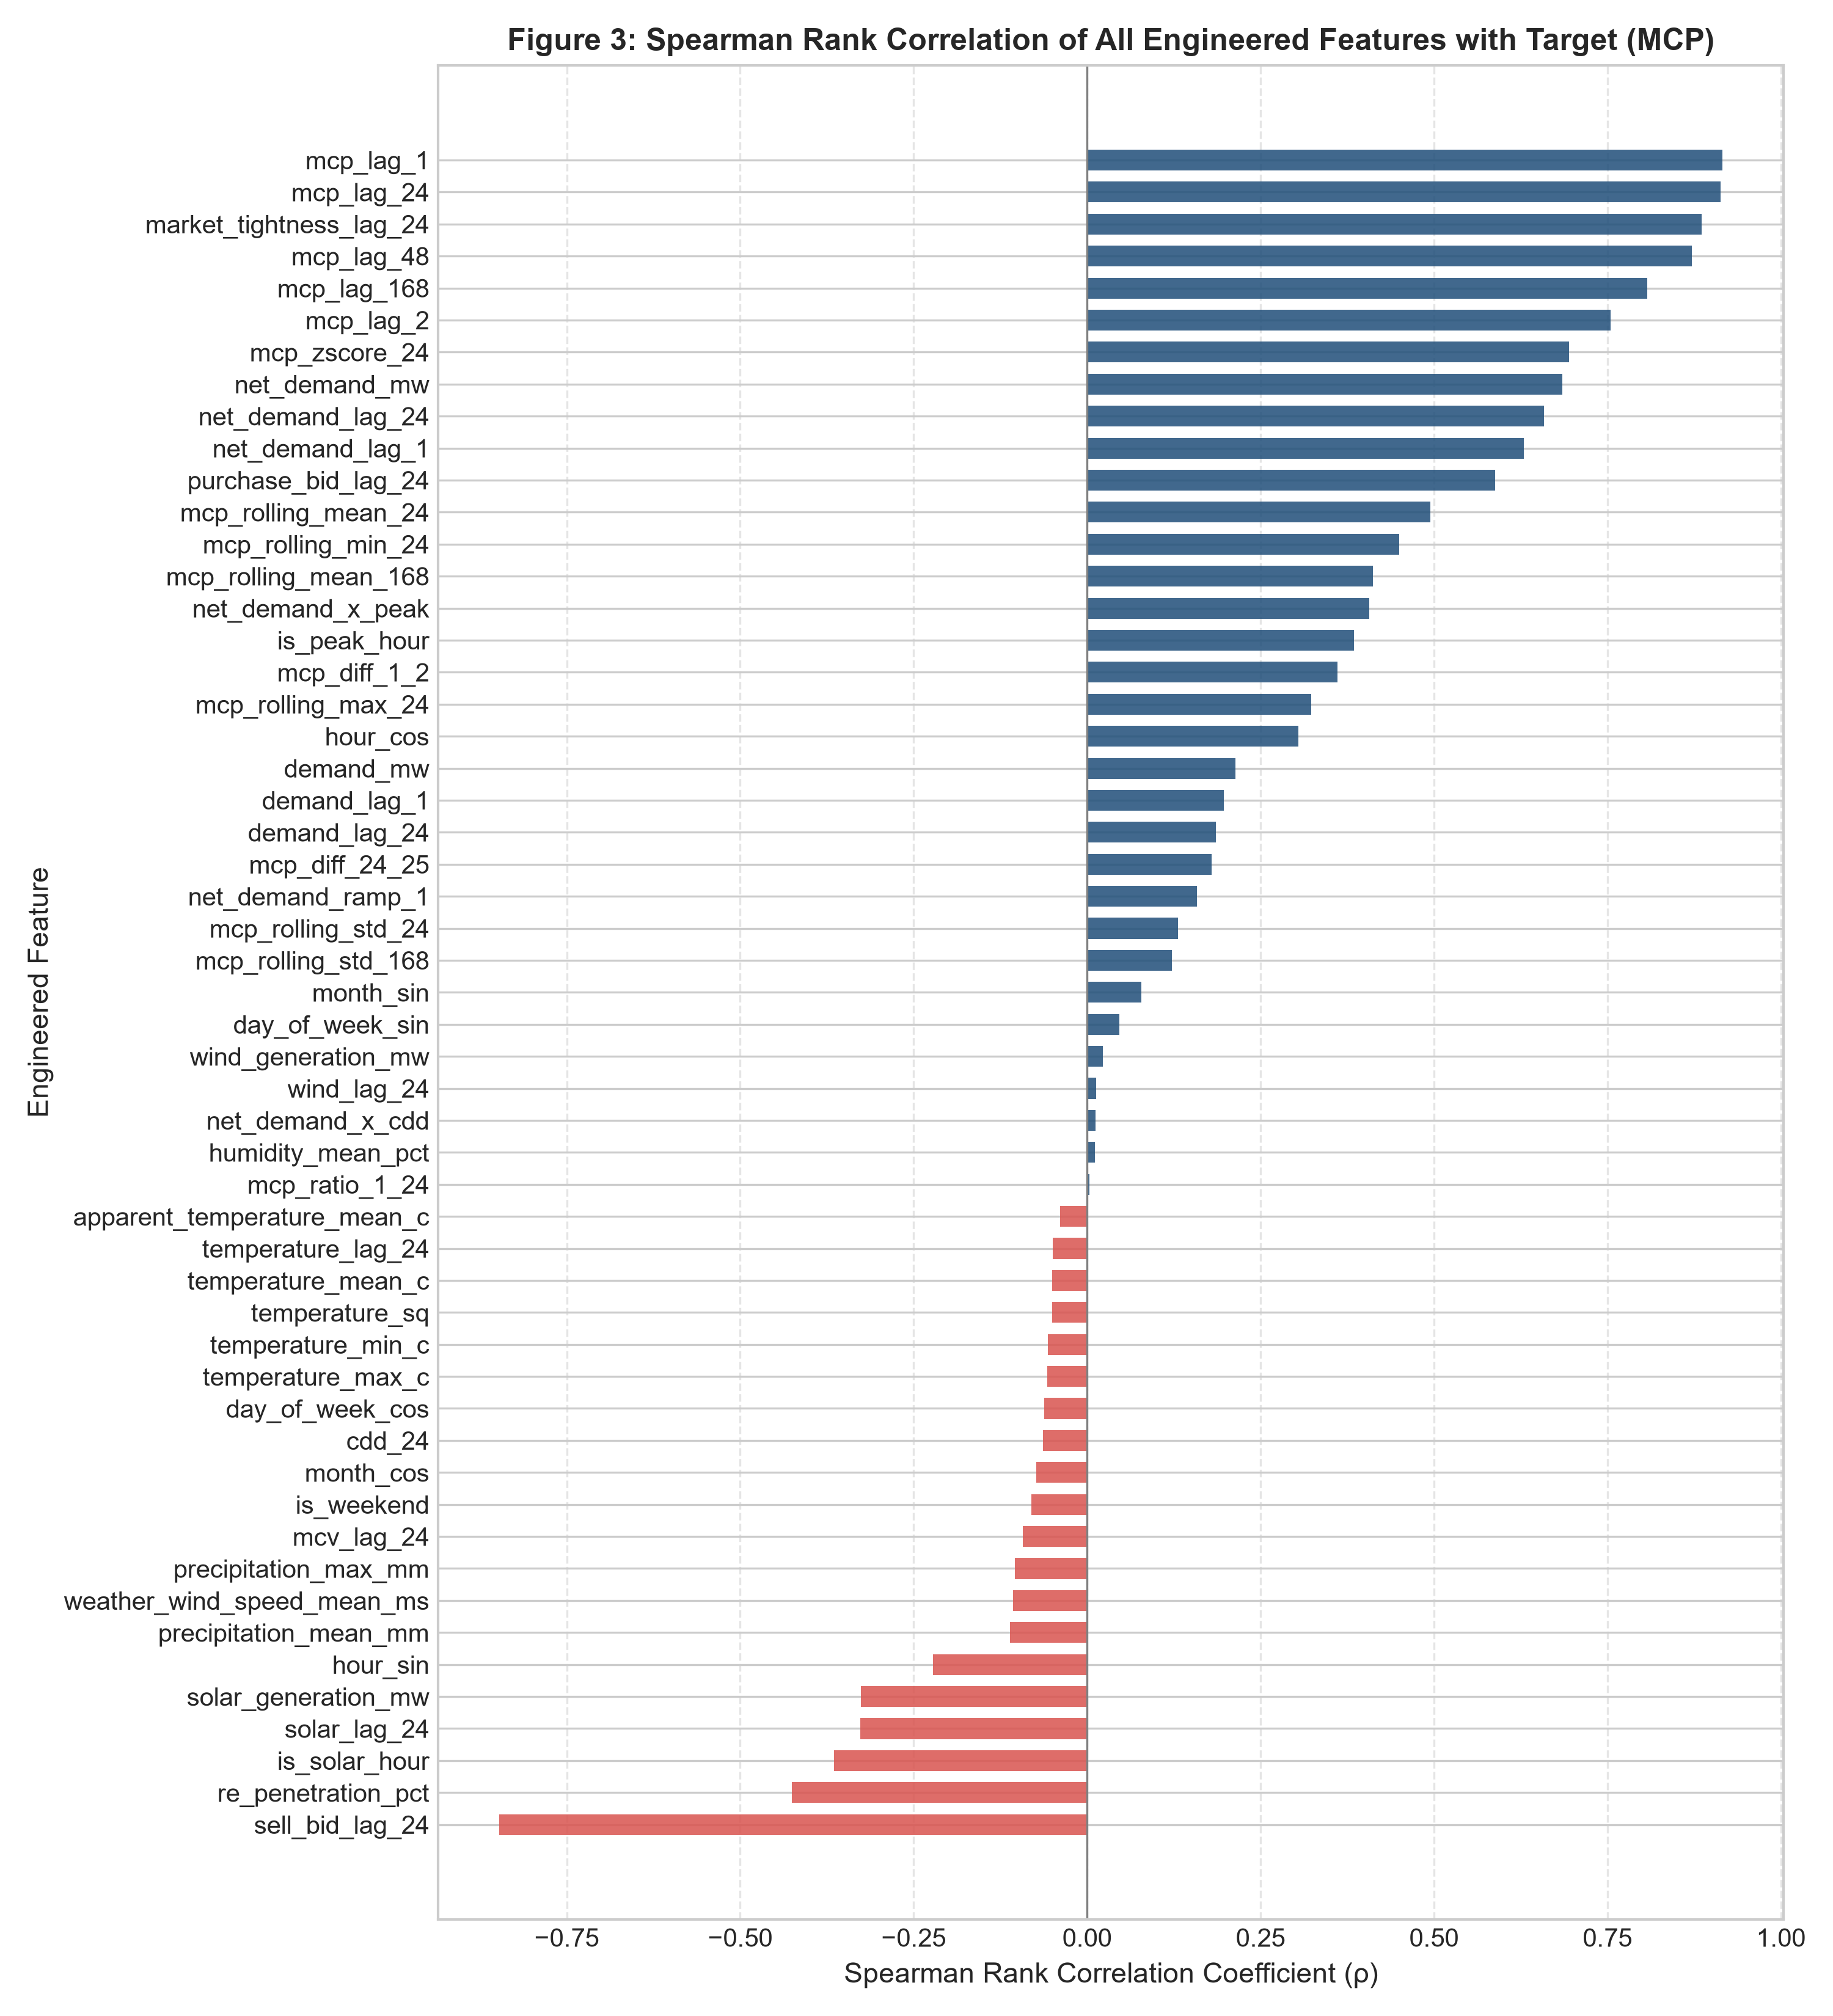 Figure 3: Spearman Rank Correlation of All Engineered Features with Target (MCP)
Engineered Feature
mcp_lag_1
mcp_lag_24
market_tightness_lag_24
mcp_lag_48
mcp_lag_168
mcp_lag_2
mcp_zscore_24
net_demand_mw
net_demand_lag_24
net_demand_lag_1
purchase_bid_lag_24
mcp_rolling_mean_24
mcp_rolling_min_24
mcp_rolling_mean_168
net_demand_x_peak
is_peak_hour
mcp_diff_1_2
mcp_rolling_max_24
hour_cos
demand_mw
demand_lag_1
demand_lag_24
mcp_diff_24_25
net_demand_ramp_1
mcp_rolling_std_24
mcp_rolling_std_168
month_sin
day_of_week_sin
wind_generation_mw
wind_lag_24
net_demand_x_cdd
humidity_mean_pct
mcp_ratio_1_24
apparent_temperature_mean_c
temperature_lag_24
temperature_mean_c
temperature_sq
temperature_min_c
temperature_max_c
day_of_week_cos
cdd_24
month_cos
is_weekend
mcv_lag_24
precipitation_max_mm
weather_wind_speed_mean_ms
precipitation_mean_mm
hour_sin
solar_generation_mw
solar_lag_24
is_solar_hour
re_penetration_pct
sell_bid_lag_24
−0.75 −0.50 −0.25 0.00 0.25 0.50 0.75 1.00
Spearman Rank Correlation Coefficient (ρ)